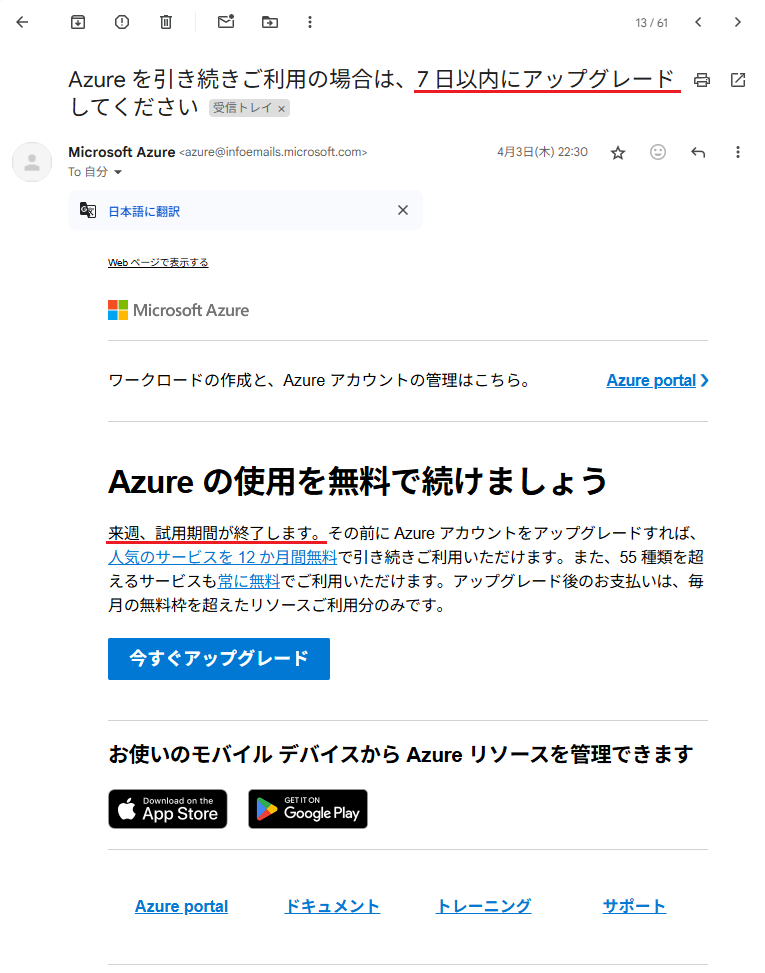 13 / 61
Azure を引き続きご利用の場合は、7 日以内にアップグレード
してください 受信トレイ ×
Microsoft Azure <azure@infoemails.microsoft.com> 4月3日(木) 22:30
To 自分
日本語に翻訳
Web ページで表示する
Microsoft Azure
ワークロードの作成と、Azure アカウントの管理はこちら。 Azure portal
Azure の使用を無料で続けましょう
来週、試用期間が終了します。その前に Azure アカウントをアップグレードすれば、
人気のサービスを 12 か月間無料で引き続きご利用いただけます。また、55 種類を超
えるサービスも常に無料でご利用いただけます。アップグレード後のお支払いは、毎
月の無料枠を超えたリソースご利用分のみです。
今すぐアップグレード
お使いのモバイル デバイスから Azure リソースを管理できます
Download on the App Store GET IT ON Google Play
Azure portal ドキュメント トレーニング サポート